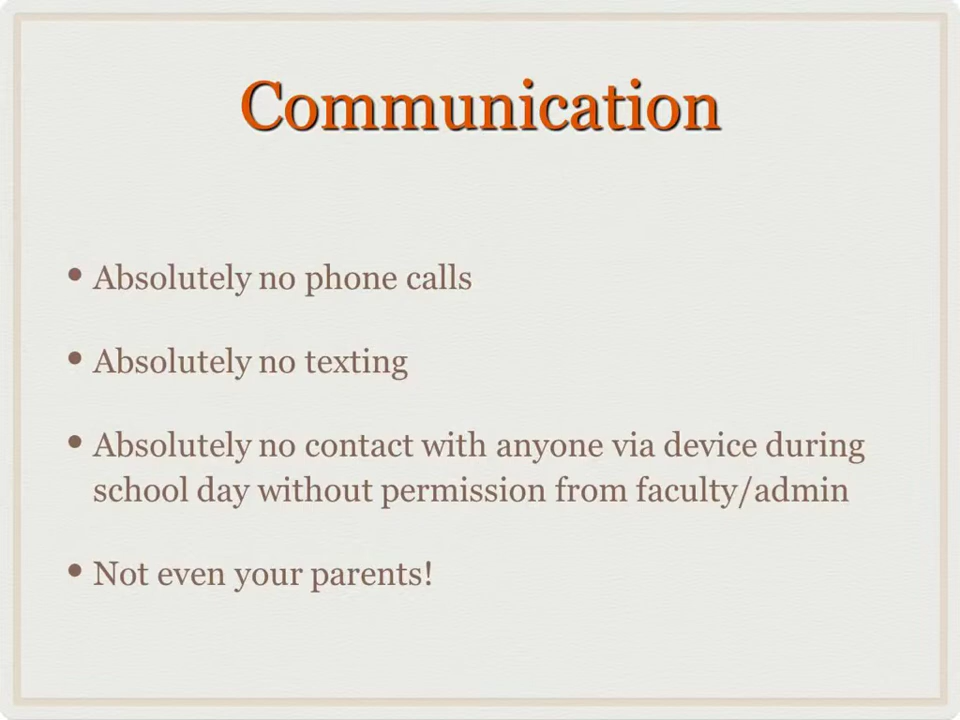 Communication
• Absolutely no phone calls
• Absolutely no texting
• Absolutely no contact with anyone via device during
school day without permission from faculty/admin
• Not even your parents!